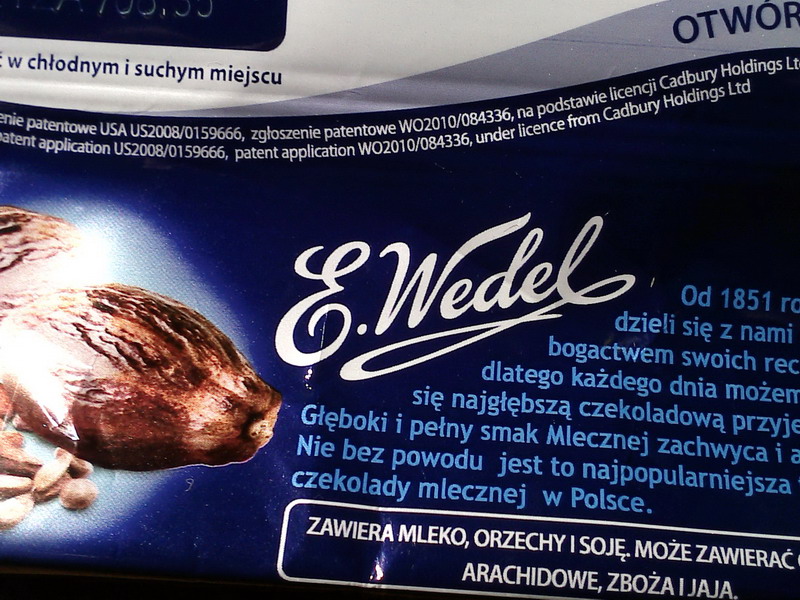 OTWÓR
w chłodnym i suchym miejscu
patentowe USA US2008/0159666, zgłoszenie patentowe WO2010/084336, na podstawie licencji Cadbury Holdings Lt
patent application US2008/0159666, patent application WO2010/084336, under licence from Cadbury Holdings Ltd
E. Wedel
Od 1851 ro
dzieli się z nami
bogactwem swoich rec
dlatego każdego dnia możem
się najgłębszą czekoladową przyje
Głęboki i pełny smak Mlecznej zachwyca i a
Nie bez powodu jest to najpopularniejsza
czekolady mlecznej w Polsce.
ZAWIERA MLEKO, ORZECHY I SOJĘ. MOŻE ZAWIERAĆ
ARACHIDOWE, ZBOŻA I JAJA.